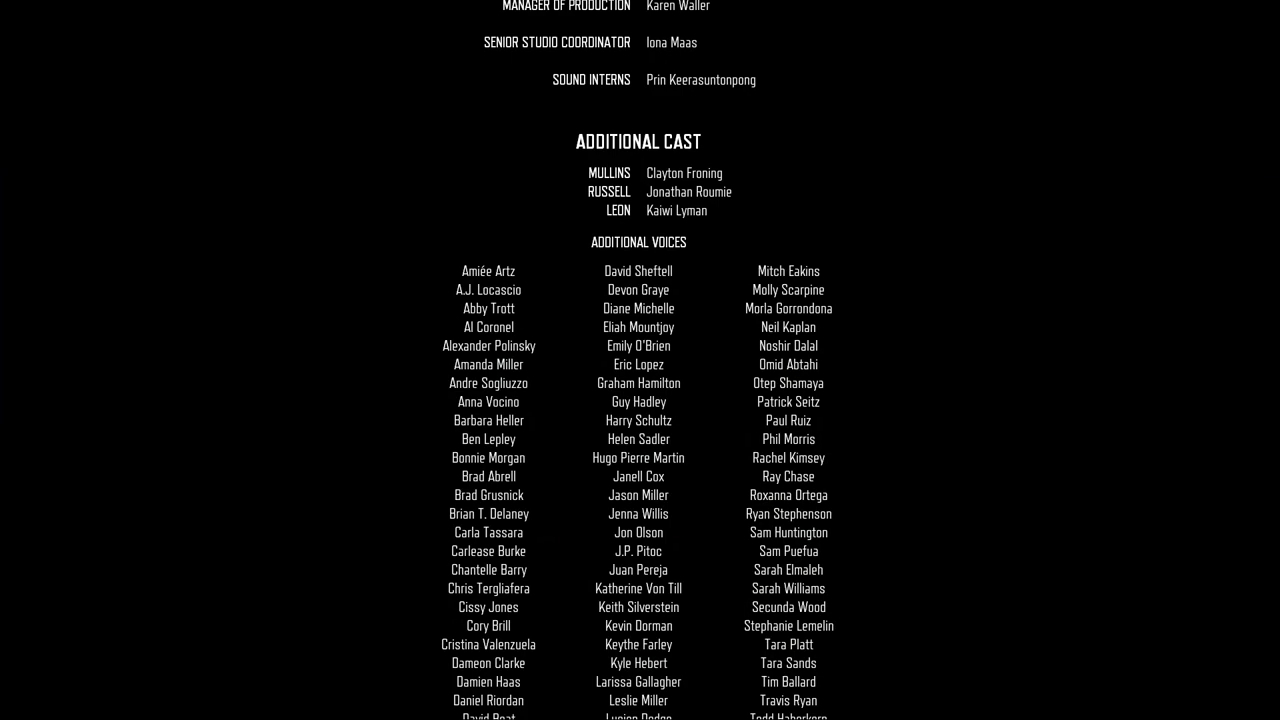 MANAGER OF PRODUCTION Karen Waller
SENIOR STUDIO COORDINATOR Iona Maas
SOUND INTERNS Prin Keerasuntonpong
ADDITIONAL CAST
MULLINS Clayton Froning
RUSSELL Jonathan Roumie
LEON Kaiwi Lyman
ADDITIONAL VOICES
Amiée Artz David Sheftell Mitch Eakins
A.J. Locascio Devon Graye Molly Scarpine
Abby Trott Diane Michelle Morla Gorrondona
Al Coronel Eliah Mountjoy Neil Kaplan
Alexander Polinsky Emily O'Brien Noshir Dalal
Amanda Miller Eric Lopez Omid Abtahi
Andre Sogliuzzo Graham Hamilton Otep Shamaya
Anna Vocino Guy Hadley Patrick Seitz
Barbara Heller Harry Schultz Paul Ruiz
Ben Lepley Helen Sadler Phil Morris
Bonnie Morgan Hugo Pierre Martin Rachel Kimsey
Brad Abrell Janell Cox Ray Chase
Brad Grusnick Jason Miller Roxanna Ortega
Brian T. Delaney Jenna Willis Ryan Stephenson
Carla Tassara Jon Olson Sam Huntington
Carlease Burke J.P. Pitoc Sam Puefua
Chantelle Barry Juan Pereja Sarah Elmaleh
Chris Tergliafera Katherine Von Till Sarah Williams
Cissy Jones Keith Silverstein Secunda Wood
Cory Brill Kevin Dorman Stephanie Lemelin
Cristina Valenzuela Keythe Farley Tara Platt
Dameon Clarke Kyle Hebert Tara Sands
Damien Haas Larissa Gallagher Tim Ballard
Daniel Riordan Leslie Miller Travis Ryan
David Boat Lucien Dodge Todd Haberkorn